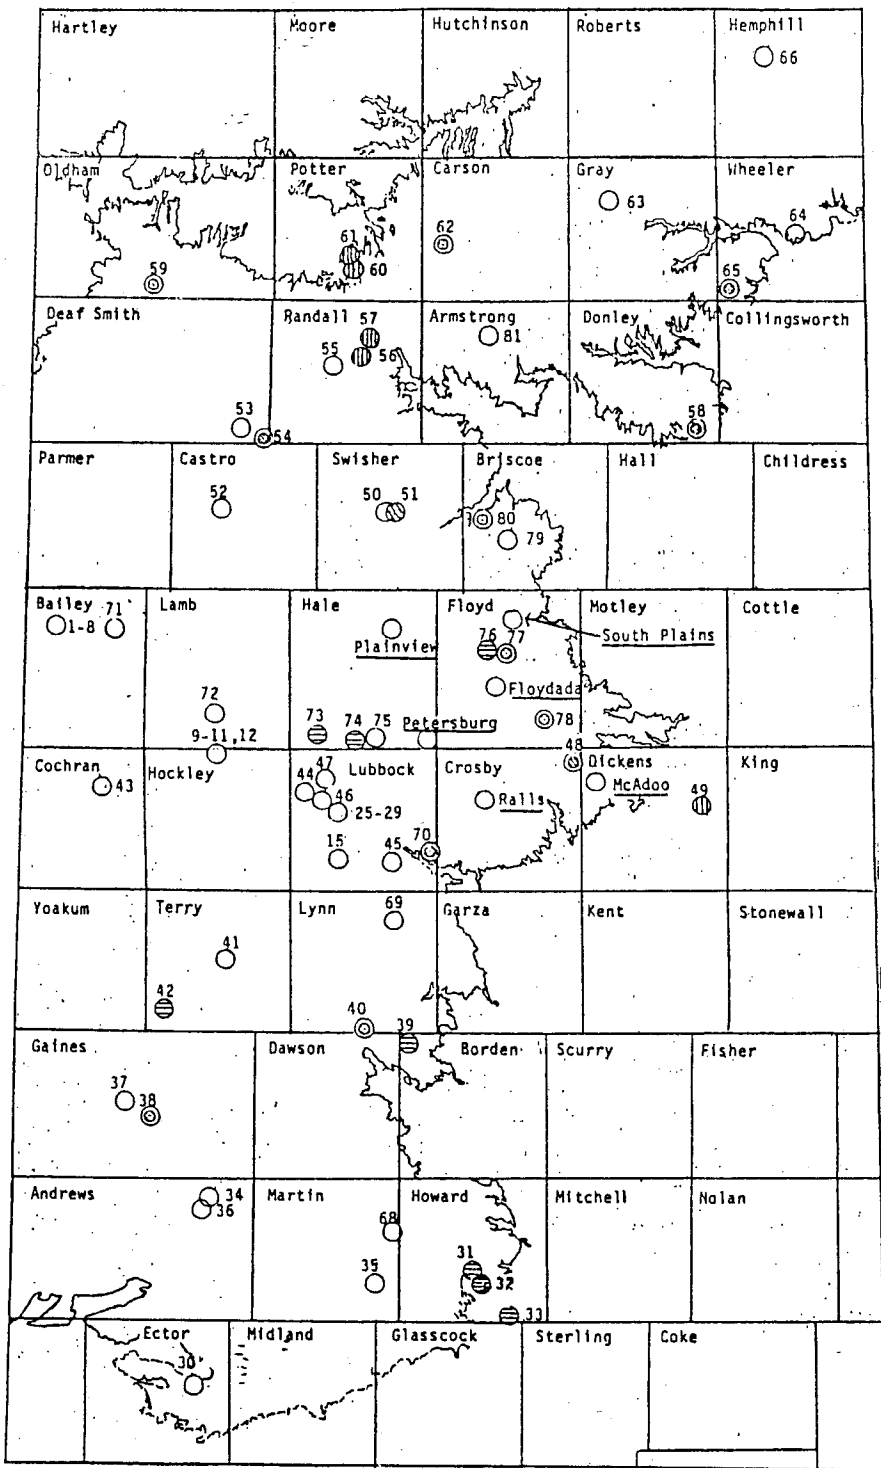 Hartley Moore Hutchinson Roberts Hemphill
66
Oldham Potter Carson Gray Wheeler
63 64
61 62
60
59 65
Deaf Smith Randall 57 Armstrong Donley Collingsworth
55 56 81
53 58
54
Parmer Castro Swisher Briscoe Hall Childress
52 50 51 80
79
Bailey 71 Lamb Hale Floyd Motley Cottle
1-8 South Plains
Plainview 76 77
Floydada
72 73 74 75 Petersburg 78
9-11,12 48
Cochran Hockley 47 Lubbock Crosby Dickens King
43 44 46 Ralls McAdoo 49
25-29
15 45 70
Yoakum Terry Lynn 69 Garza Kent Stonewall
41
42 40 39
Gaines Dawson Borden Scurry Fisher
37 38
Andrews 34 Martin Howard Mitchell Nolan
36 68
35 31 32
33
Ector Midland Glasscock Sterling Coke
30